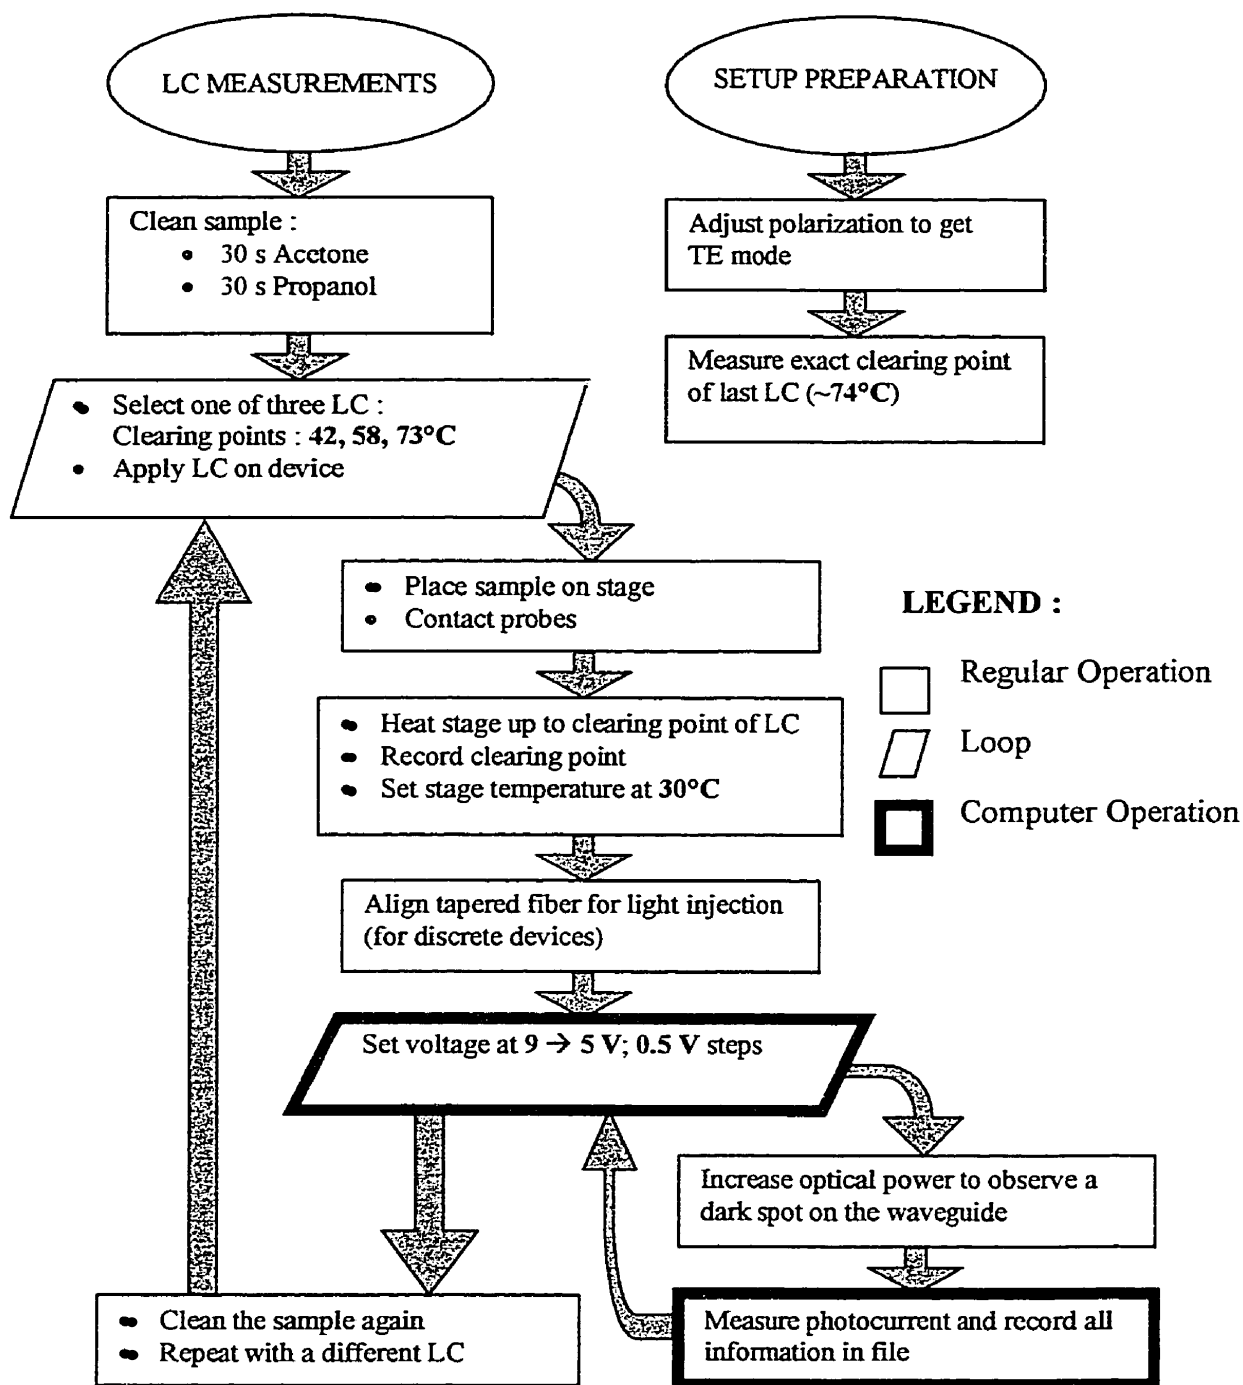 LC MEASUREMENTS
Clean sample :
• 30 s Acetone
• 30 s Propanol
• Select one of three LC :
Clearing points : 42, 58, 73°C
• Apply LC on device
SETUP PREPARATION
Adjust polarization to get
TE mode
Measure exact clearing point
of last LC (~74°C)
• Place sample on stage
• Contact probes
• Heat stage up to clearing point of LC
• Record clearing point
• Set stage temperature at 30°C
Align tapered fiber for light injection
(for discrete devices)
Set voltage at 9 → 5 V; 0.5 V steps
Increase optical power to observe a
dark spot on the waveguide
Measure photocurrent and record all
information in file
• Clean the sample again
• Repeat with a different LC
LEGEND :
Regular Operation
Loop
Computer Operation